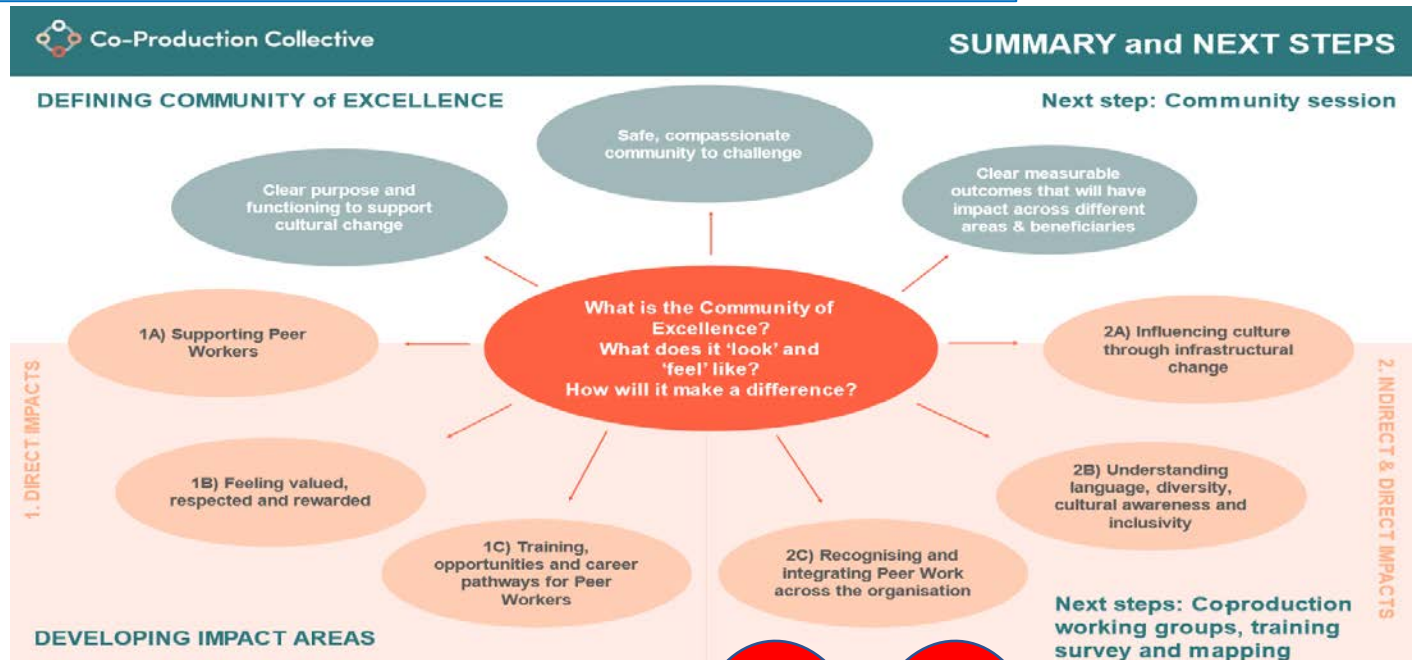 Co-Production Collective
SUMMARY and NEXT STEPS
DEFINING COMMUNITY of EXCELLENCE
Next step: Community session
Safe, compassionate
community to challenge
Clear purpose and
functioning to support
cultural change
Clear measurable
outcomes that will have
impact across different
areas & beneficiaries
What is the Community of
Excellence?
What does it ‘look’ and
‘feel’ like?
How will it make a difference?
1. DIRECT IMPACTS
1A) Supporting Peer
Workers
1B) Feeling valued,
respected and rewarded
1C) Training,
opportunities and career
pathways for Peer
Workers
2. INDIRECT & DIRECT IMPACTS
2A) Influencing culture
through infrastructural
change
2B) Understanding
language, diversity,
cultural awareness and
inclusivity
2C) Recognising and
integrating Peer Work
across the organisation
DEVELOPING IMPACT AREAS
Next steps: Coproduction
working groups, training
survey and mapping